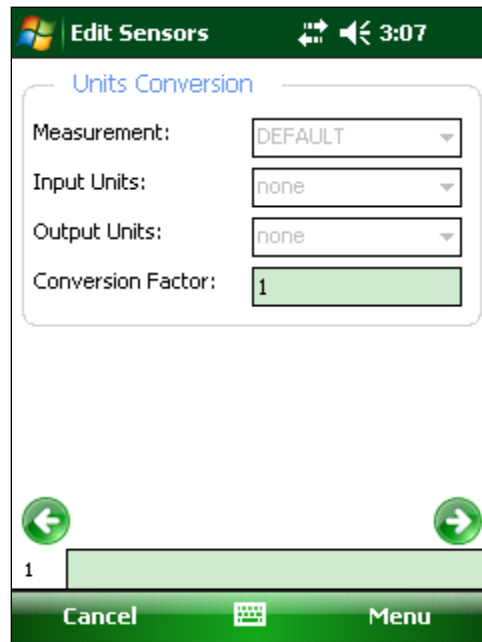 Edit Sensors 3:07
Units Conversion
Measurement: DEFAULT
Input Units: none
Output Units: none
Conversion Factor: 1
1
Cancel Menu